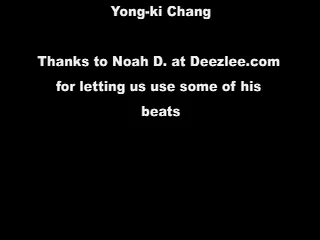 Yong-ki Chang
Thanks to Noah D. at Deezlee.com
for letting us use some of his
beats